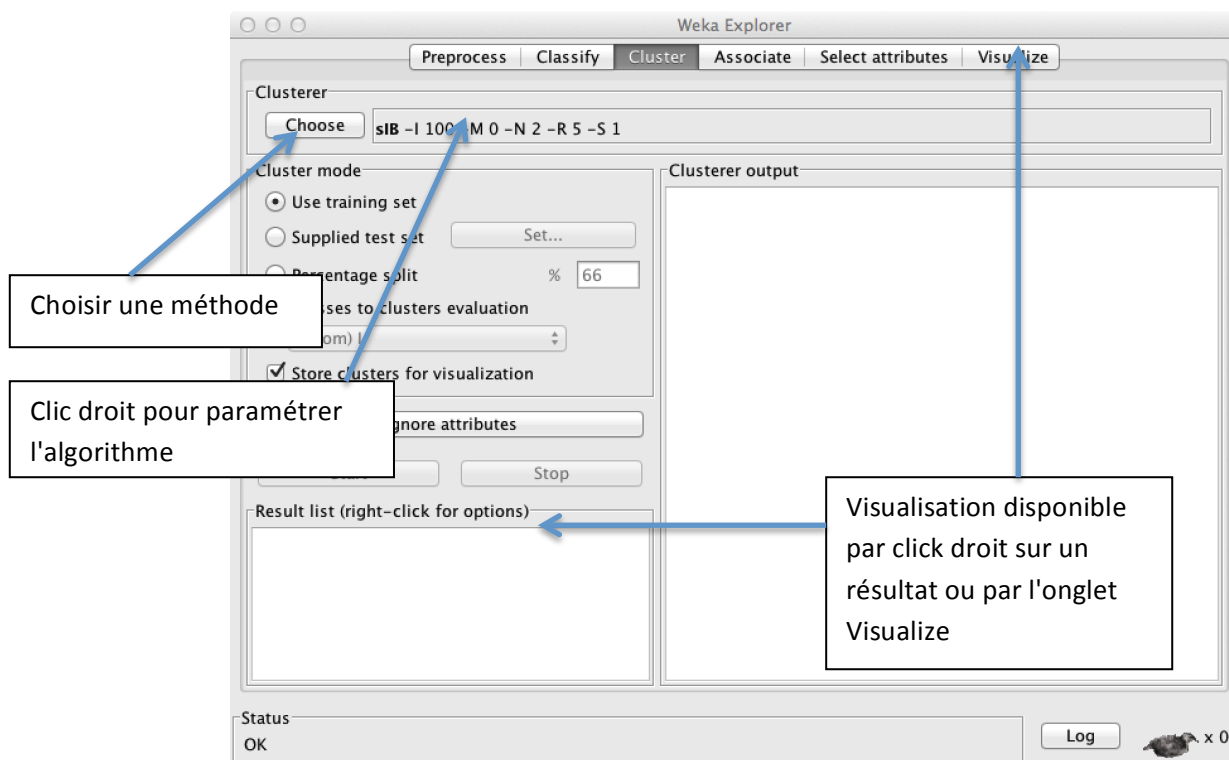 Weka Explorer
Preprocess Classify Cluster Associate Select attributes Visualize
Clusterer
Choose sIB -I 100 -M 0 -N 2 -R 5 -S 1
Cluster mode
Use training set
Supplied test set Set...
Percentage split % 66
to clusters evaluation
Store clusters for visualization
attributes
Stop
Result list (right-click for options)
Clusterer output
Choisir une méthode
Clic droit pour paramétrer
l'algorithme
Visualisation disponible
par click droit sur un
résultat ou par l'onglet
Visualize
Status
OK
Log
x 0